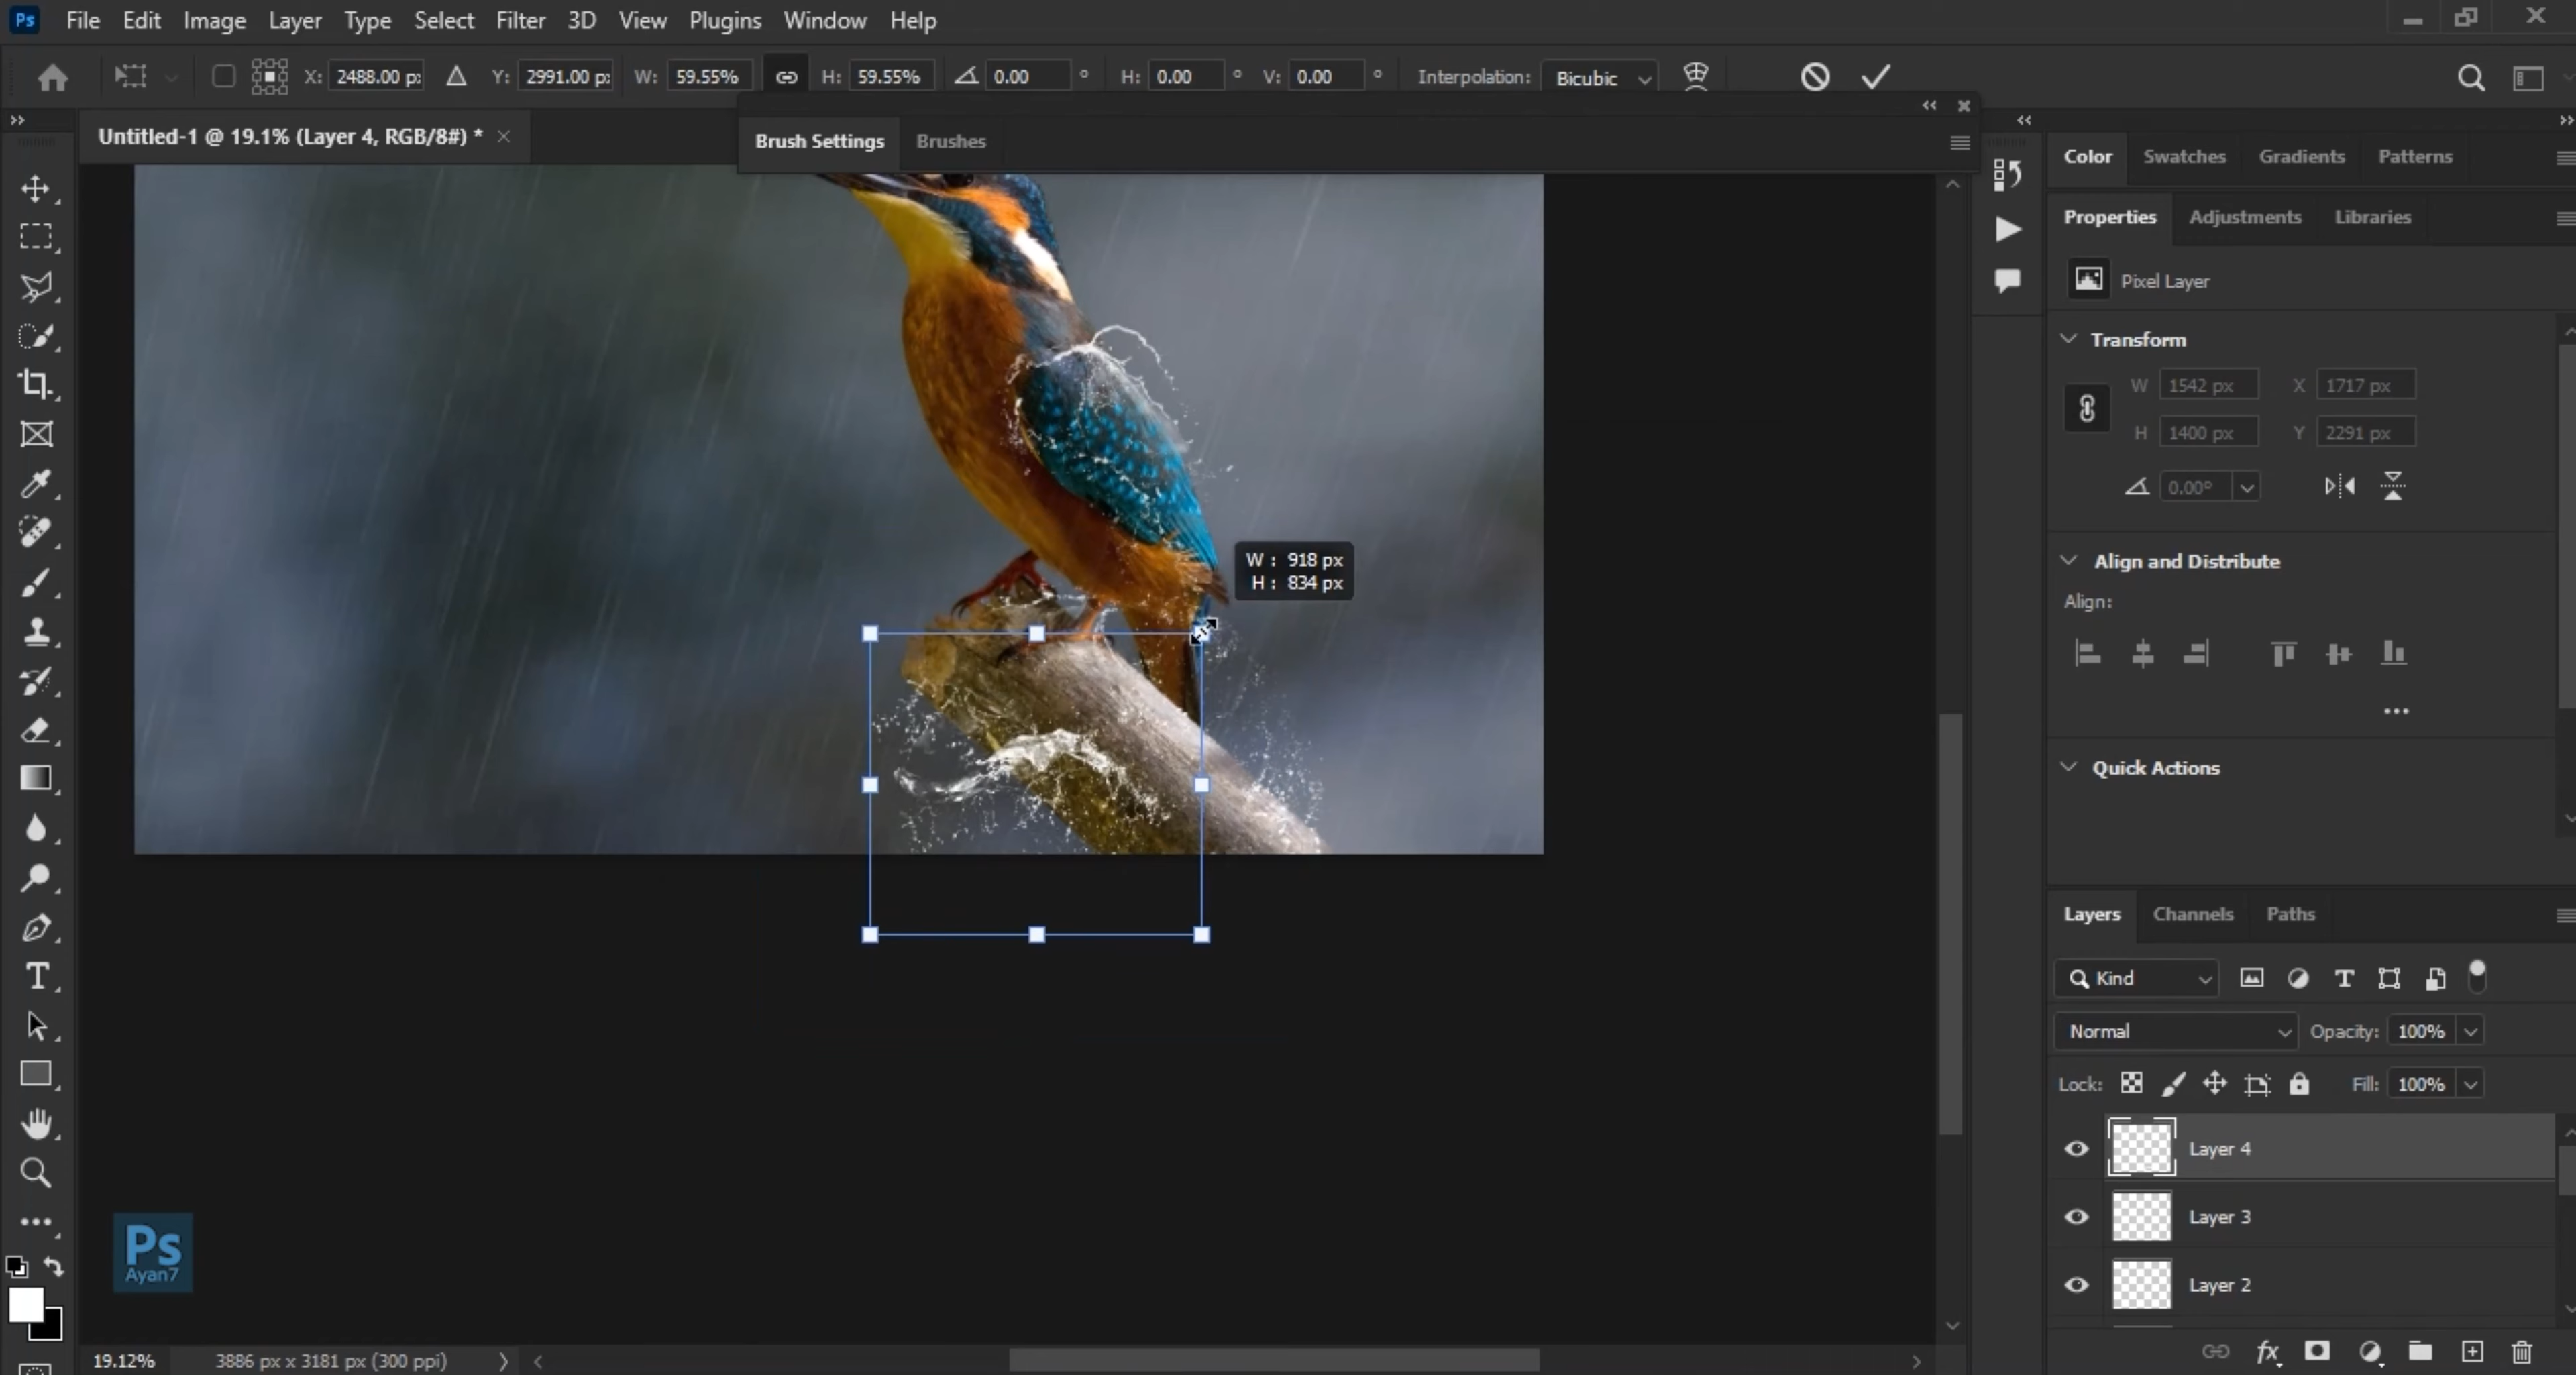 Ps File Edit Image Layer Type Select Filter 3D View Plugins Window Help
X: 2488.00 px Y: 2991.00 px W: 59.55% H: 59.55% 0.00 ° H: 0.00 ° V: 0.00 ° Interpolation: Bicubic
Untitled-1 @ 19.1% (Layer 4, RGB/8#) *
Brush Settings Brushes
Color Swatches Gradients Patterns
Properties Adjustments Libraries
Pixel Layer
Transform
W 1542 px X 1717 px
H 1400 px Y 2291 px
0.00°
W : 918 px
H : 834 px
Align and Distribute
Align:
Quick Actions
Layers Channels Paths
Kind
Normal Opacity: 100%
Lock: Fill: 100%
Layer 4
Layer 3
Layer 2
Ps
Ayan7
19.12% 3886 px x 3181 px (300 ppi)
fx